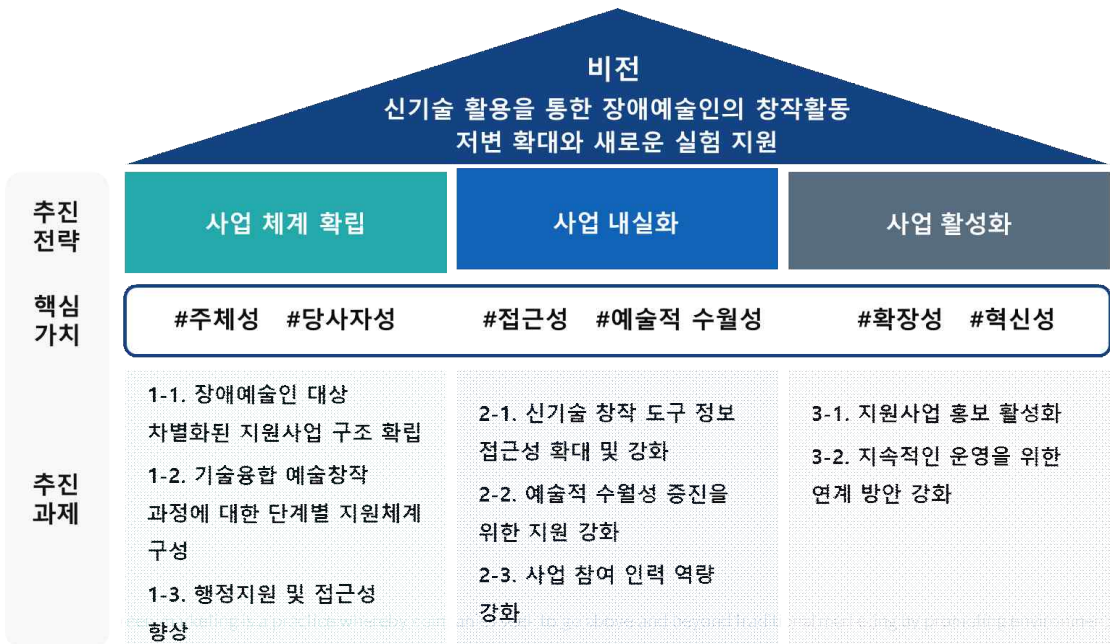 비전
신기술 활용을 통한 장애예술인의 창작활동
저변 확대와 새로운 실험 지원
추진
전략
사업 체계 확립
사업 내실화
사업 활성화
핵심
가치
#주체성 #당사자성
#접근성 #예술적 수월성
#확장성 #혁신성
추진
과제
1-1. 장애예술인 대상
차별화된 지원사업 구조 확립
1-2. 기술융합 예술창작
과정에 대한 단계별 지원체계
구성
1-3. 행정지원 및 접근성
향상
2-1. 신기술 창작 도구 정보
접근성 확대 및 강화
2-2. 예술적 수월성 증진을
위한 지원 강화
2-3. 사업 참여 인력 역량
강화
3-1. 지원사업 홍보 활성화
3-2. 지속적인 운영을 위한
연계 방안 강화